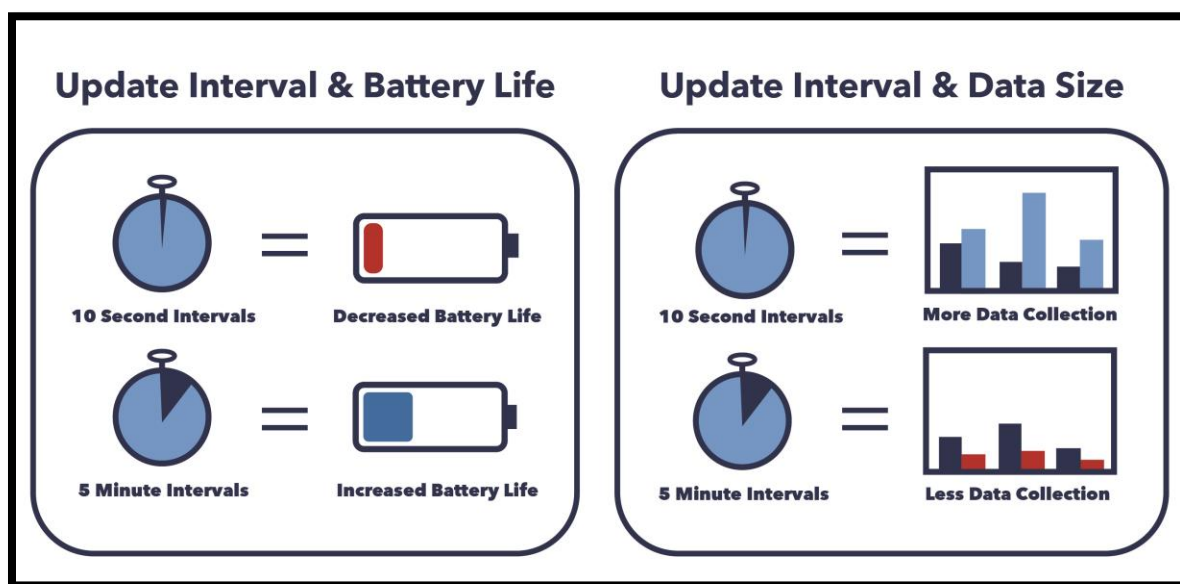 Update Interval & Battery Life
10 Second Intervals
Decreased Battery Life
5 Minute Intervals
Increased Battery Life
Update Interval & Data Size
10 Second Intervals
More Data Collection
5 Minute Intervals
Less Data Collection